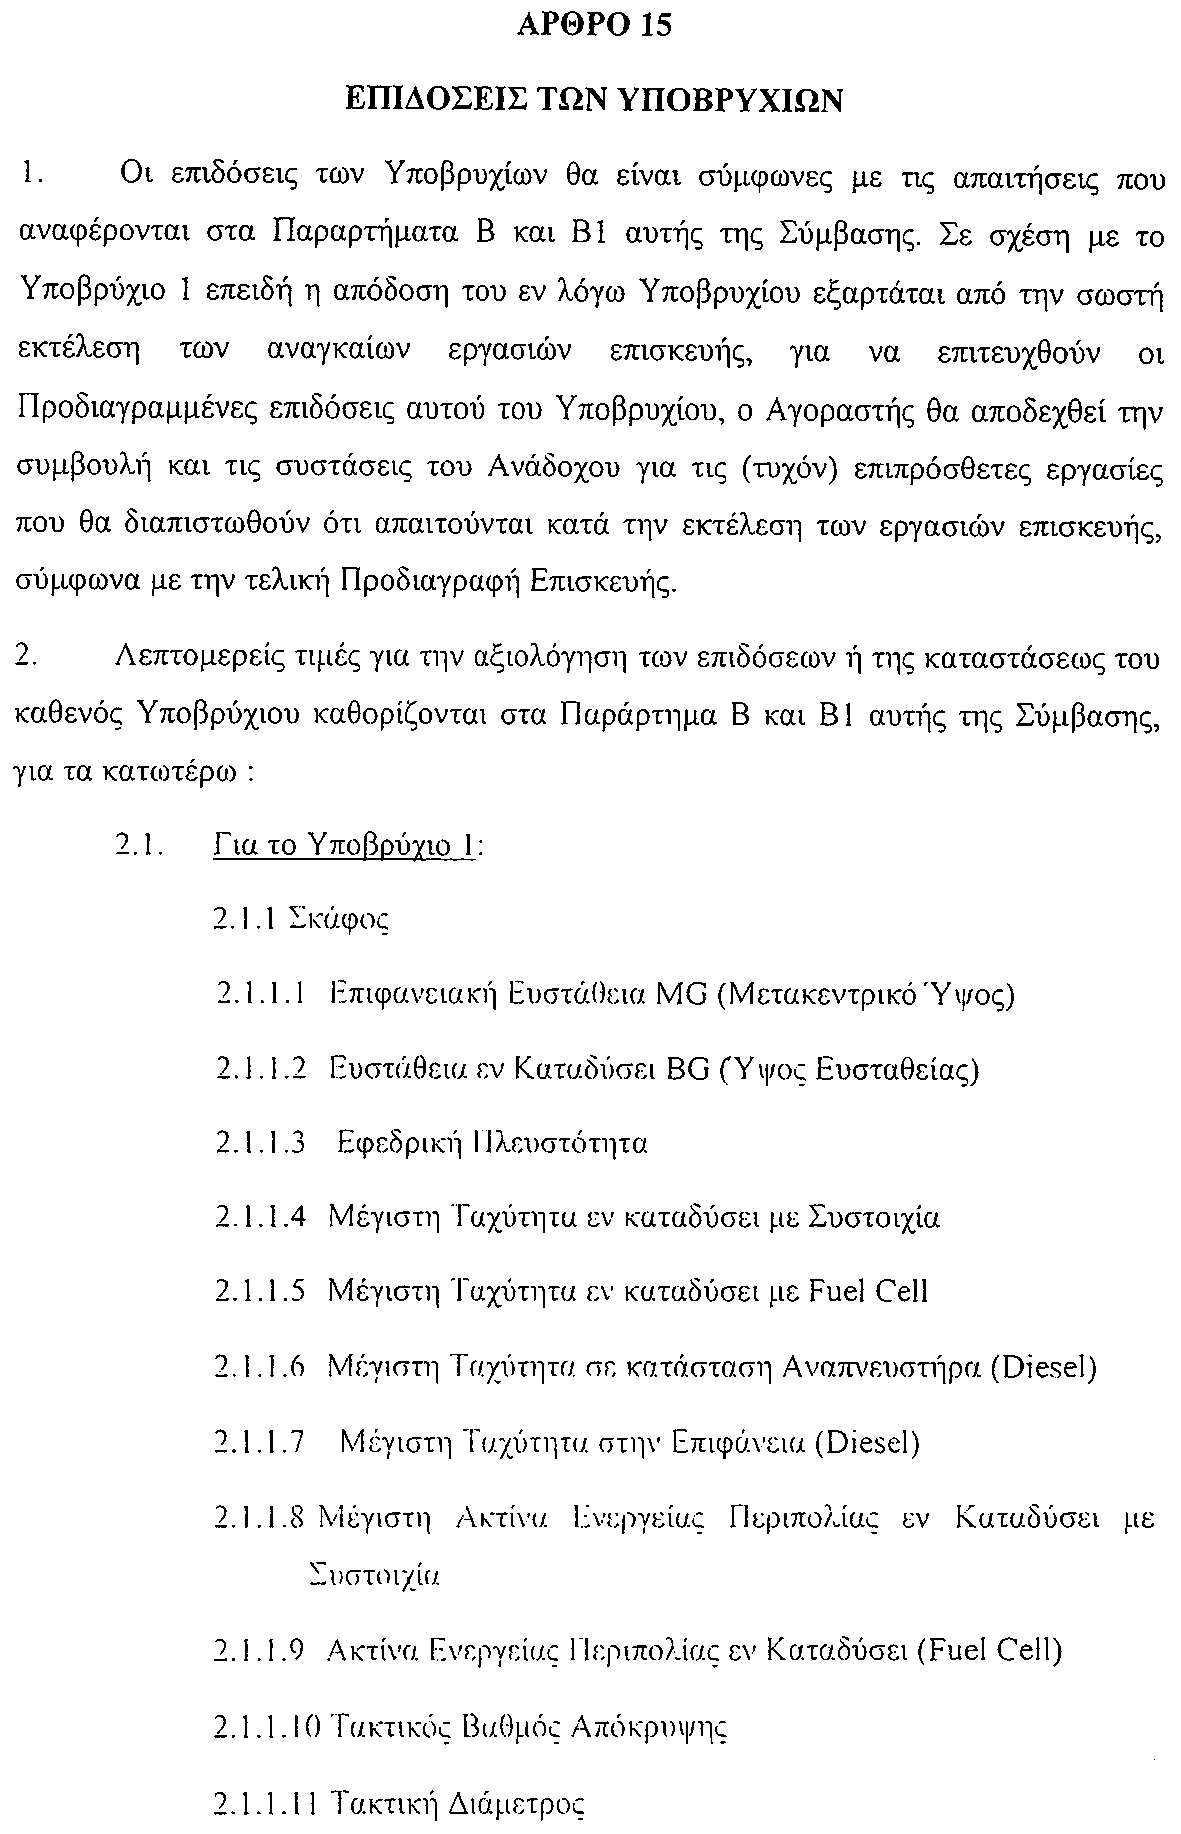 ΑΡΘΡΟ 15
ΕΠΙΔΟΣΕΙΣ ΤΩΝ ΥΠΟΒΡΥΧΙΩΝ
1. Οι επιδόσεις των Υποβρυχίων θα είναι σύμφωνες με τις απαιτήσεις που
αναφέρονται στα Παραρτήματα Β και Β1 αυτής της Σύμβασης. Σε σχέση με το
Υποβρύχιο 1 επειδή η απόδοση του εν λόγω Υποβρυχίου εξαρτάται από την σωστή
εκτέλεση των αναγκαίων εργασιών επισκευής, για να επιτευχθούν οι
Προδιαγραμμένες επιδόσεις αυτού του Υποβρυχίου, ο Αγοραστής θα αποδεχθεί την
συμβουλή και τις συστάσεις του Ανάδοχου για τις (τυχόν) επιπρόσθετες εργασίες
που θα διαπιστωθούν ότι απαιτούνται κατά την εκτέλεση των εργασιών επισκευής,
σύμφωνα με την τελική Προδιαγραφή Επισκευής.
2. Λεπτομερείς τιμές για την αξιολόγηση των επιδόσεων ή της καταστάσεως του
καθενός Υποβρύχιου καθορίζονται στα Παράρτημα Β και Β1 αυτής της Σύμβασης,
για τα κατωτέρω :
2.1. Για το Υποβρύχιο 1:
2.1.1 Σκάφος
2.1.1.1 Επιφανειακή Ευστάθεια MG (Μετακεντρικό Ύψος)
2.1.1.2 Ευστάθεια εν Καταδύσει BG (Ύψος Ευσταθείας)
2.1.1.3 Εφεδρική Πλευστότητα
2.1.1.4 Μέγιστη Ταχύτητα εν καταδύσει με Συστοιχία
2.1.1.5 Μέγιστη Ταχύτητα εν καταδύσει με Fuel Cell
2.1.1.6 Μέγιστη Ταχύτητα σε κατάσταση Αναπνευστήρα (Diesel)
2.1.1.7 Μέγιστη Ταχύτητα στην Επιφάνεια (Diesel)
2.1.1.8 Μέγιστη Ακτίνα Ενεργείας Περιπολίας εν Καταδύσει με
Συστοιχία
2.1.1.9 Ακτίνα Ενεργείας Περιπολίας εν Καταδύσει (Fuel Cell)
2.1.1.10 Τακτικός Βαθμός Απόκρυψης
2.1.1.11 Τακτική Διάμετρος